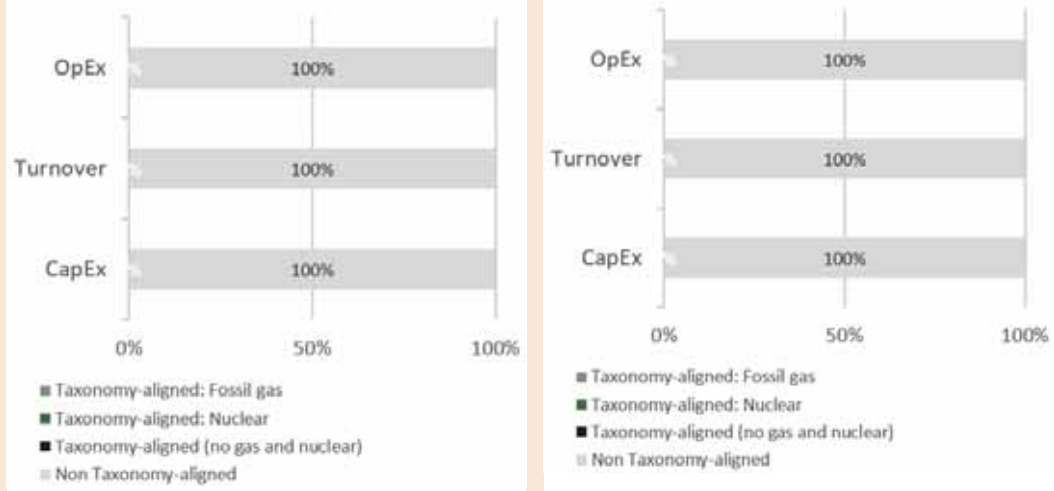 OpEx 100%
Turnover 100%
CapEx 100%
0% 50% 100%
Taxonomy-aligned: Fossil gas
Taxonomy-aligned: Nuclear
Taxonomy-aligned (no gas and nuclear)
Non Taxonomy-aligned
OpEx 100%
Turnover 100%
CapEx 100%
0% 50% 100%
Taxonomy-aligned: Fossil gas
Taxonomy-aligned: Nuclear
Taxonomy-aligned (no gas and nuclear)
Non Taxonomy-aligned